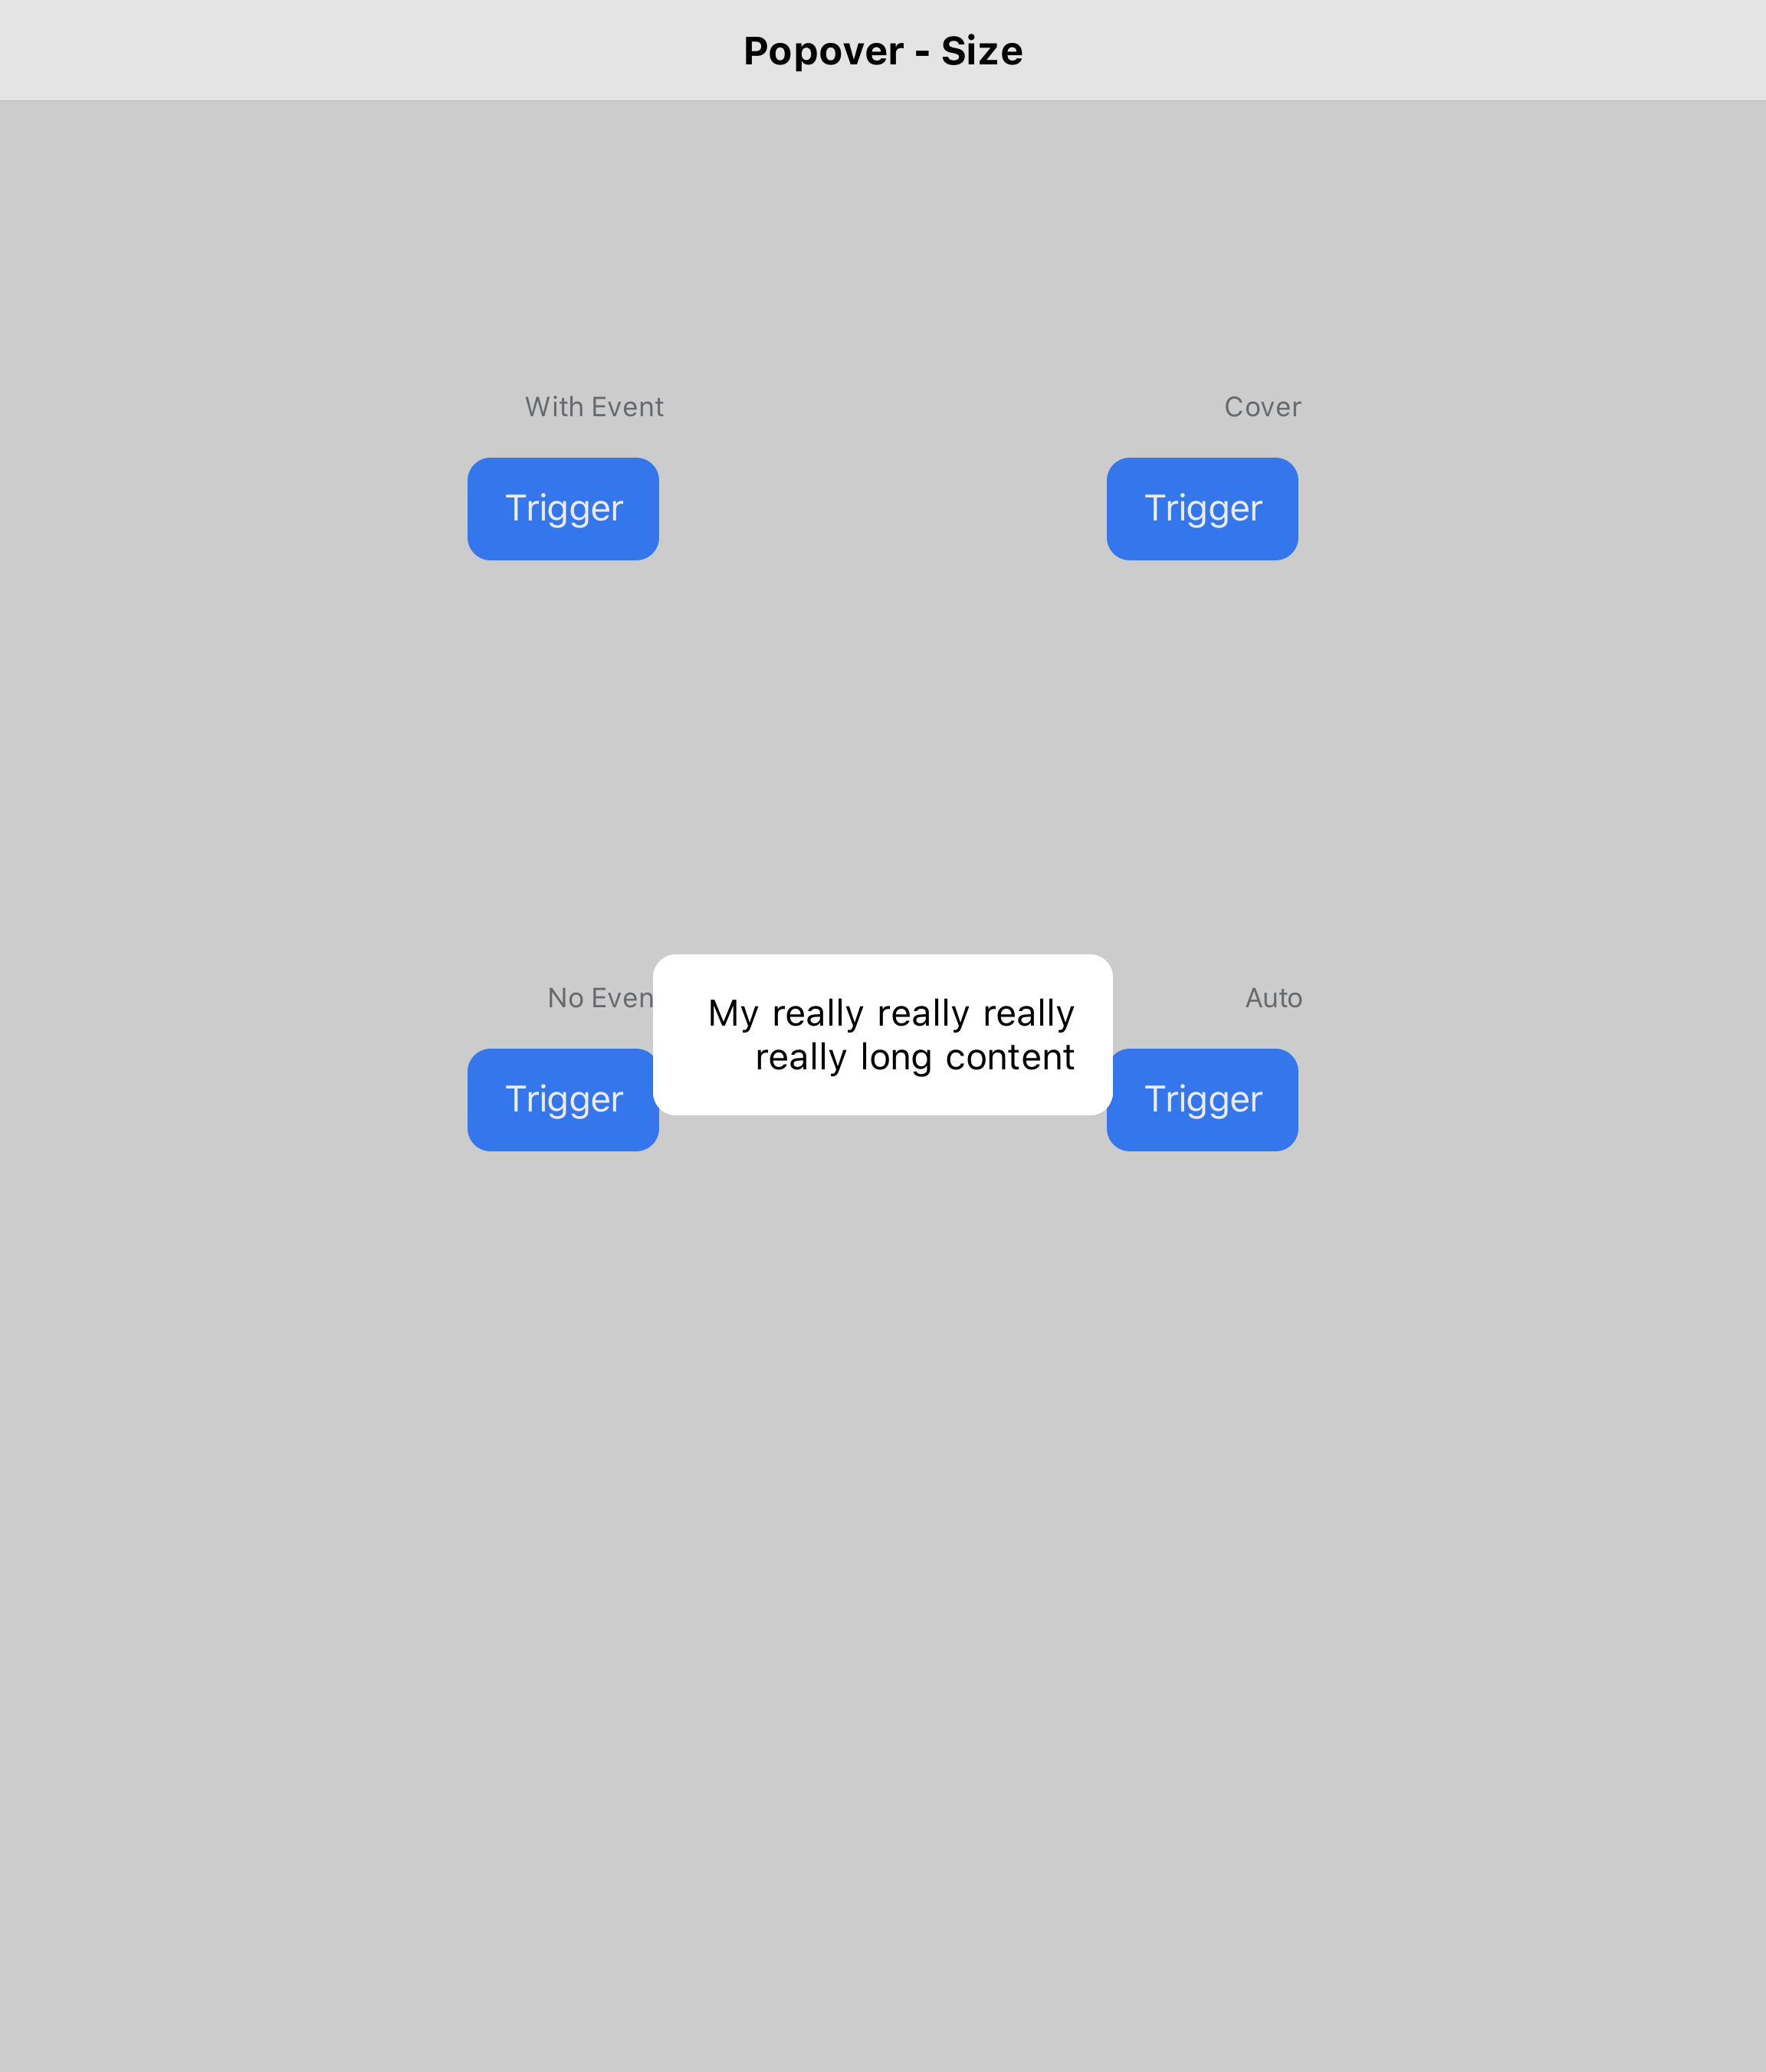 Popover - Size
With Event
Cover
Trigger
Trigger
No Even
Auto
My really really really
really long content
Trigger
Trigger